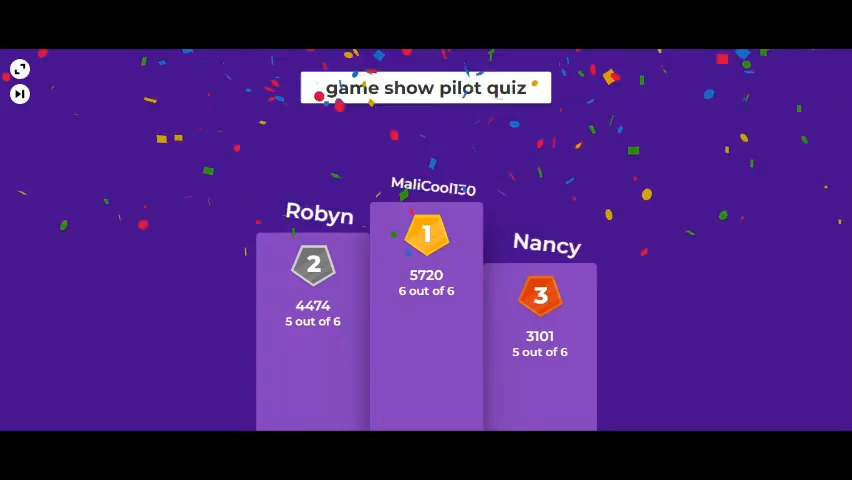 game show pilot quiz
MaliCool130
Robyn
Nancy
1
2
3
5720
6 out of 6
4474
5 out of 6
3101
5 out of 6